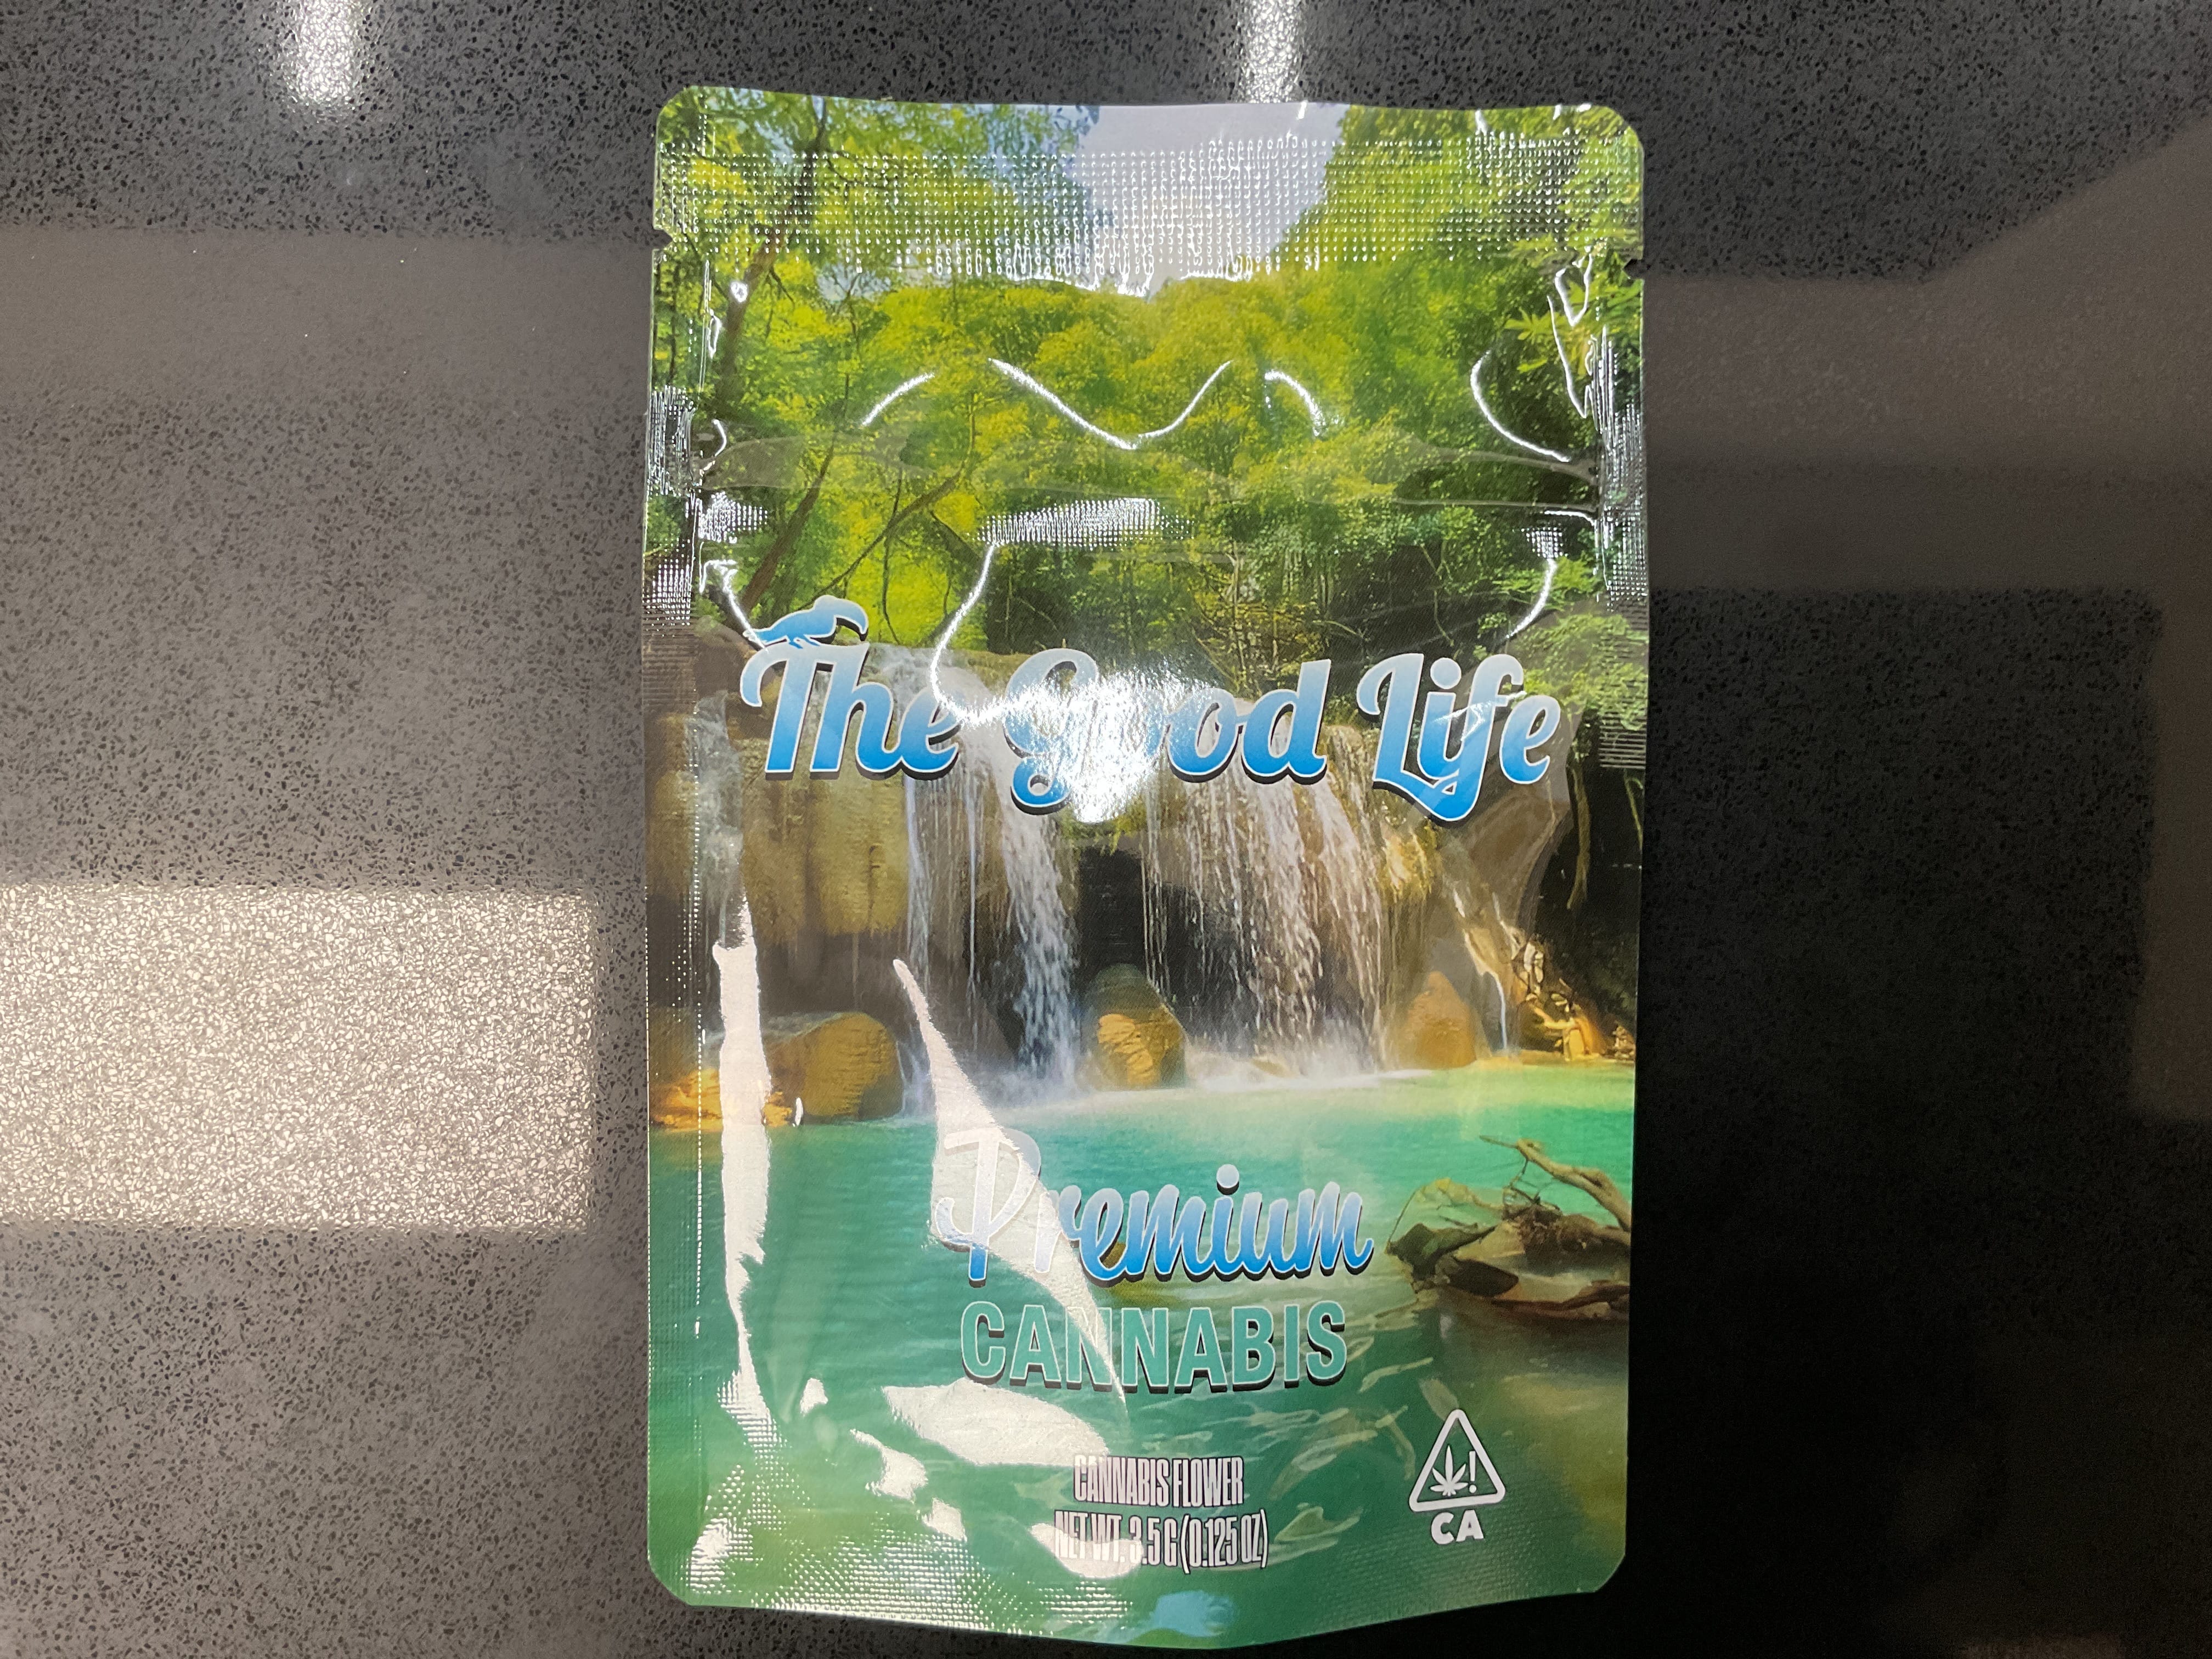 The Good Life
Premium
CANNABIS
CANNABIS FLOWER
NET WT. 3.5 G (0.125 OZ)
!
CA